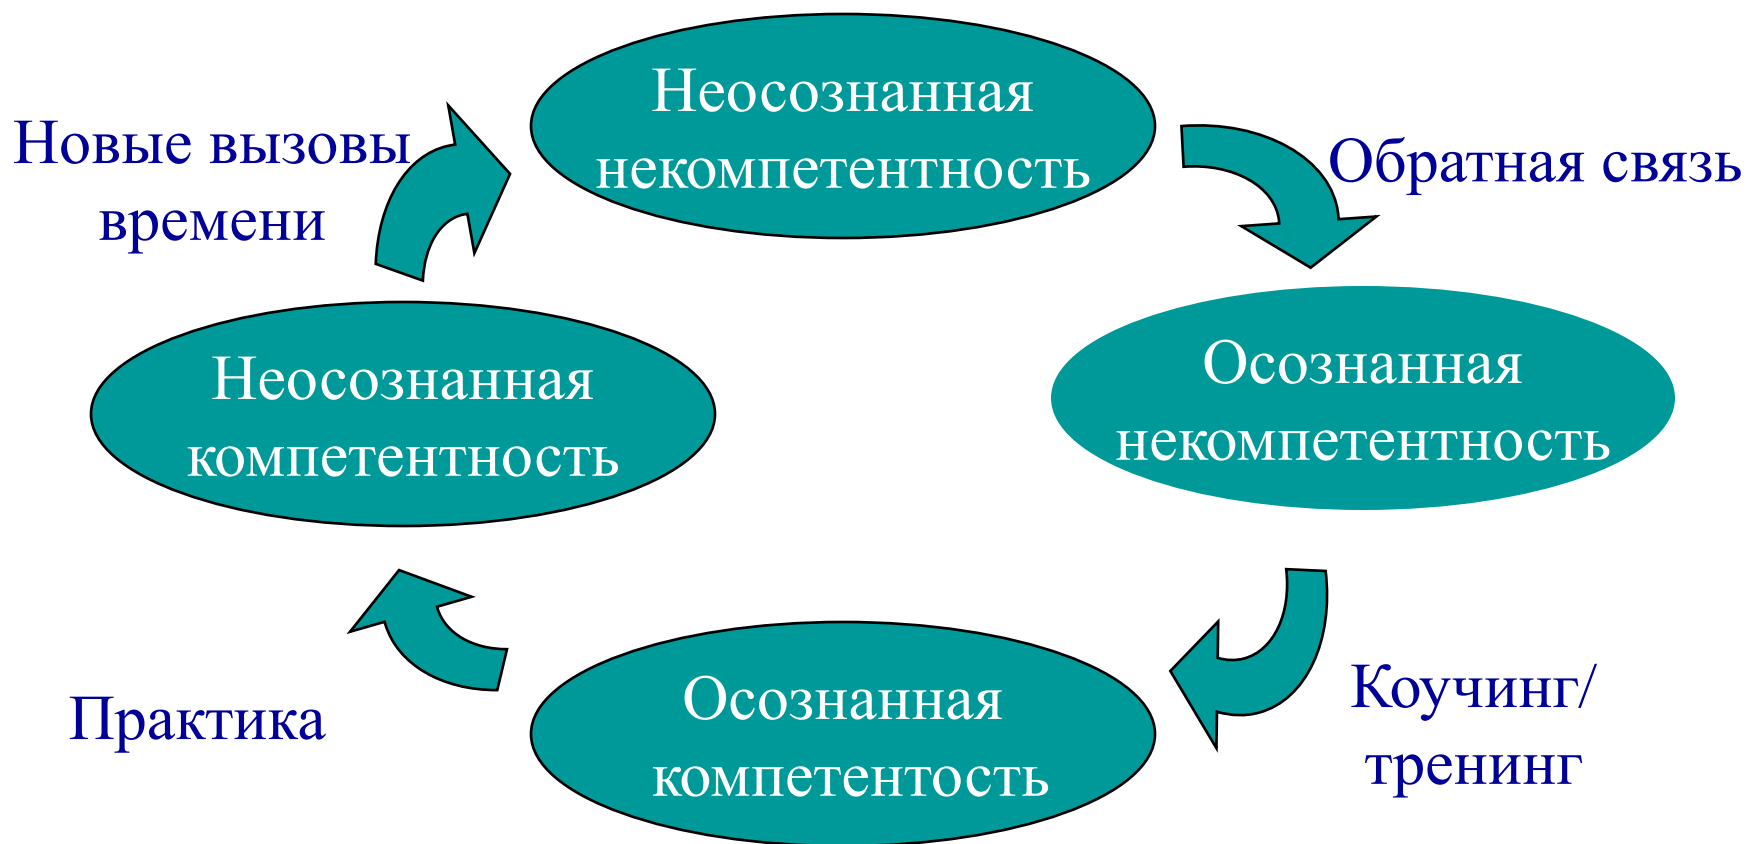 Неосознанная
некомпетентность
Обратная связь
Осознанная
некомпетентность
Коучинг/
тренинг
Осознанная
компетентость
Практика
Неосознанная
компетентность
Новые вызовы
времени